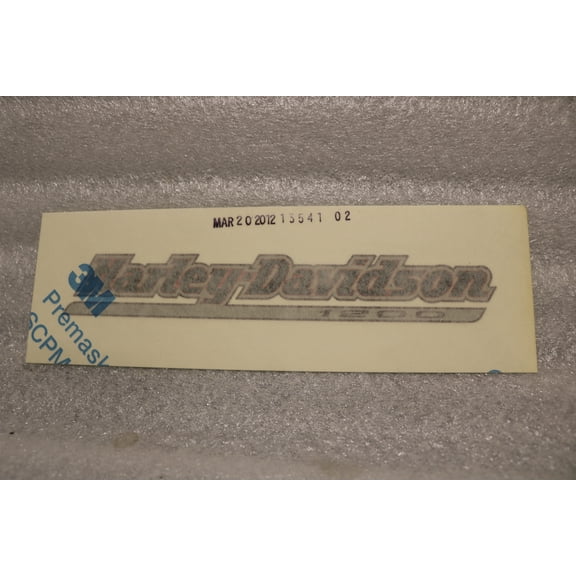 MAR 20 2012 13541 02
Harley-Davidson
1200
3M
Premask
SCPM